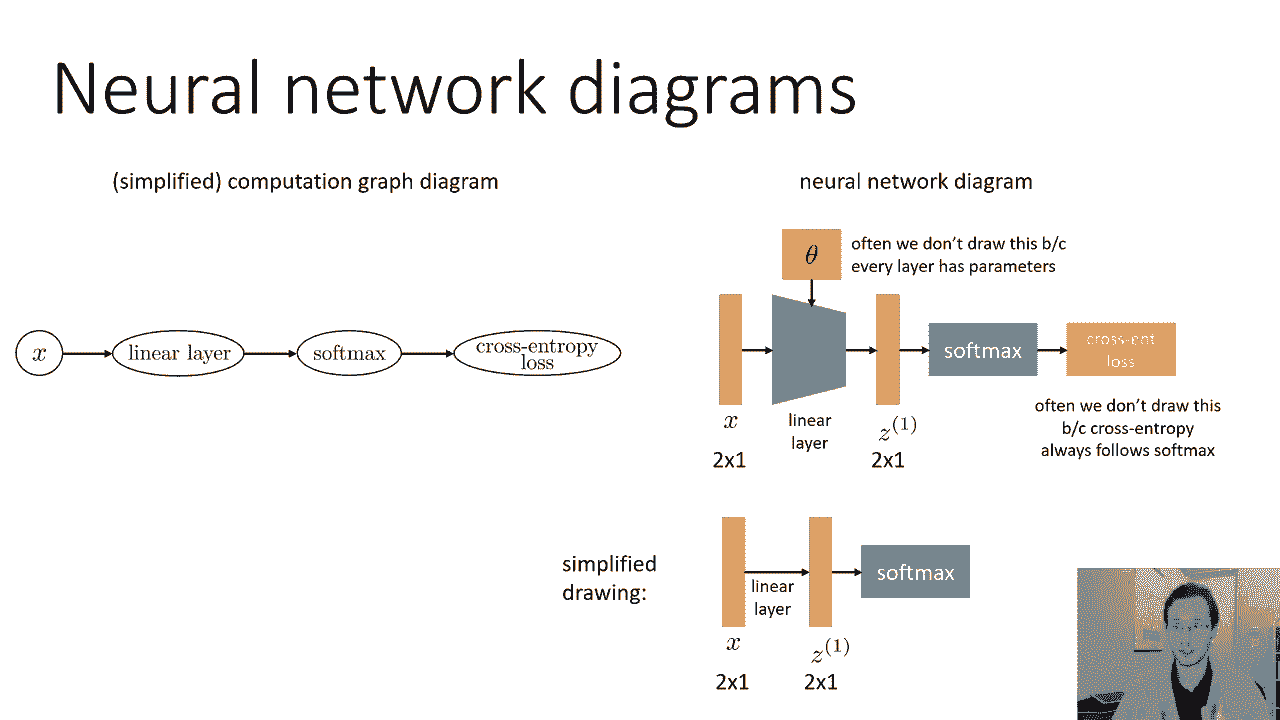 Neural network diagrams
(simplified) computation graph diagram
x
linear layer
softmax
cross-entropy
loss
neural network diagram
θ
often we don’t draw this b/c
every layer has parameters
x
2x1
linear
layer
z^(1)
2x1
softmax
cross-ent
loss
often we don’t draw this
b/c cross-entropy
always follows softmax
simplified
drawing:
x
2x1
linear
layer
z^(1)
2x1
softmax